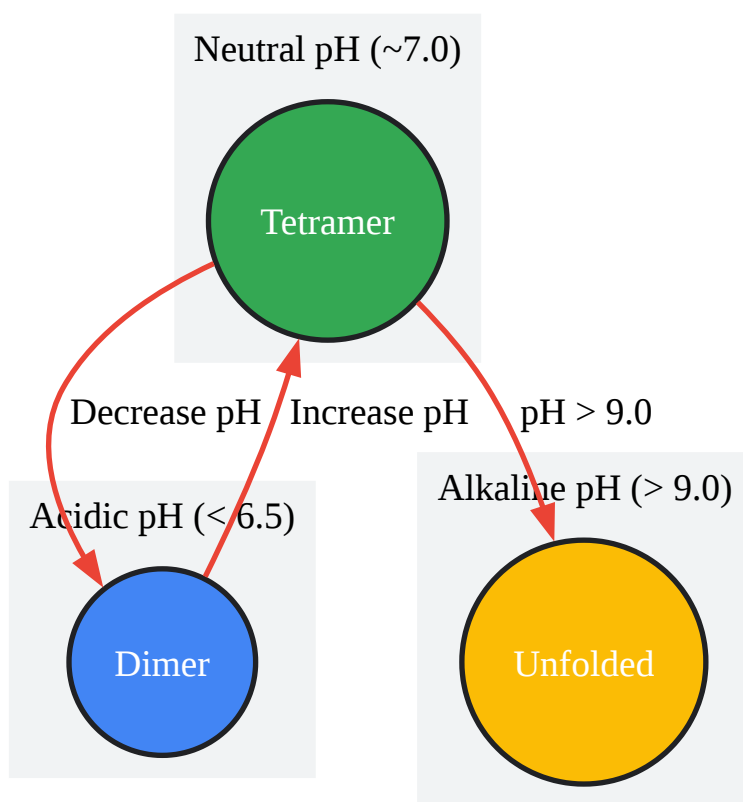 Neutral pH (~7.0)
Tetramer
Decrease pH
Increase pH
pH > 9.0
Acidic pH (< 6.5)
Alkaline pH (> 9.0)
Dimer
Unfolded